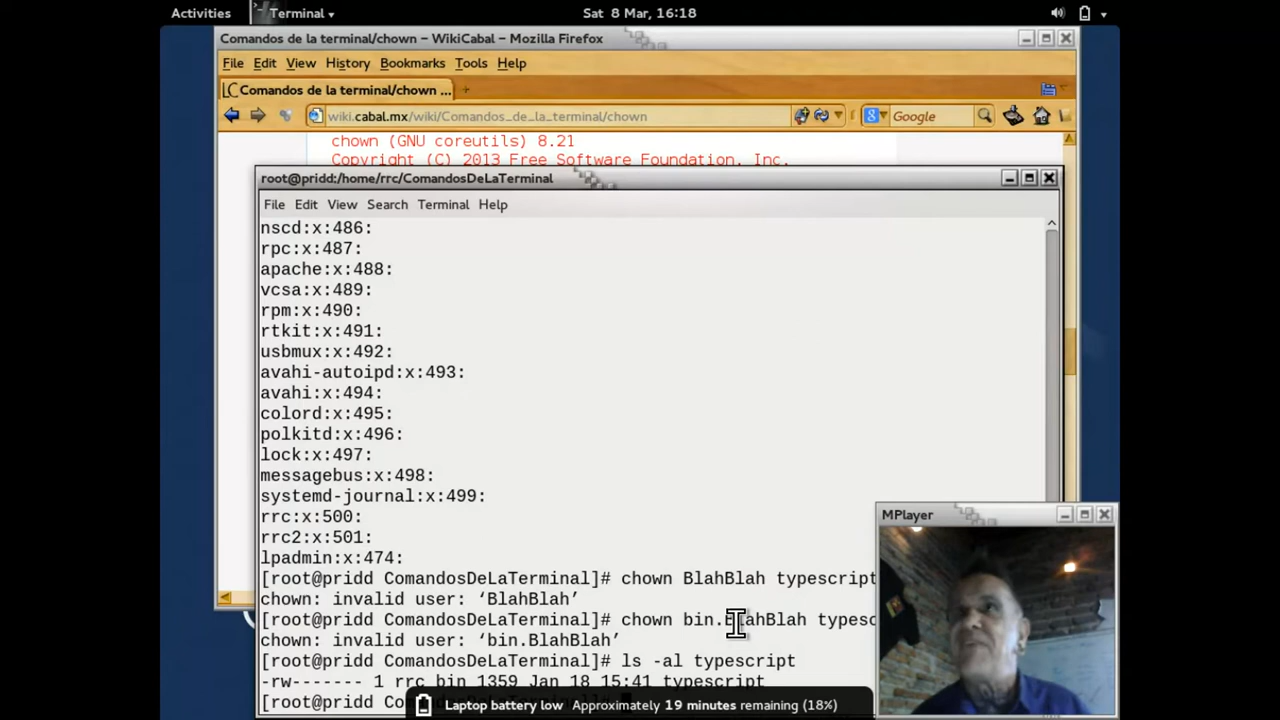 Activities
Terminal
Sat 8 Mar, 16:18
Comandos de la terminal/chown – WikiCabal – Mozilla Firefox
File Edit View History Bookmarks Tools Help
Comandos de la terminal/chown ...
wiki.cabal.mx/wiki/Comandos_de_la_terminal/chown
Google
chown (GNU coreutils) 8.21
Copyright (C) 2013 Free Software Foundation, Inc.
root@pridd:/home/rrc/ComandosDeLaTerminal
File Edit View Search Terminal Help
nscd:x:486:
rpc:x:487:
apache:x:488:
vcsa:x:489:
rpm:x:490:
rtkit:x:491:
usbmux:x:492:
avahi-autoipd:x:493:
avahi:x:494:
colord:x:495:
polkitd:x:496:
lock:x:497:
messagebus:x:498:
systemd-journal:x:499:
rrc:x:500:
rrc2:x:501:
lpadmin:x:474:
[root@pridd ComandosDeLaTerminal]# chown BlahBlah typescript
chown: invalid user: ‘BlahBlah’
[root@pridd ComandosDeLaTerminal]# chown bin.BlahBlah typesc
chown: invalid user: ‘bin.BlahBlah’
[root@pridd ComandosDeLaTerminal]# ls -al typescript
-rw------- 1 rrc bin 1359 Jan 18 15:41 typescript
[root@pridd ComandosDeLaTerminal]#
MPlayer
Laptop battery low Approximately 19 minutes remaining (18%)